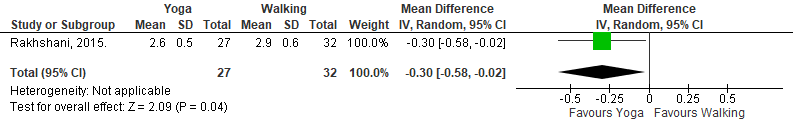 Yoga Walking Mean Difference Mean Difference
Study or Subgroup Mean SD Total Mean SD Total Weight IV, Random, 95% CI IV, Random, 95% CI
Rakhshani, 2015. 2.6 0.5 27 2.9 0.6 32 100.0% -0.30 [-0.58, -0.02]
Total (95% CI) 27 32 100.0% -0.30 [-0.58, -0.02]
Heterogeneity: Not applicable
Test for overall effect: Z = 2.09 (P = 0.04)
-0.5 -0.25 0 0.25 0.5
Favours Yoga Favours Walking